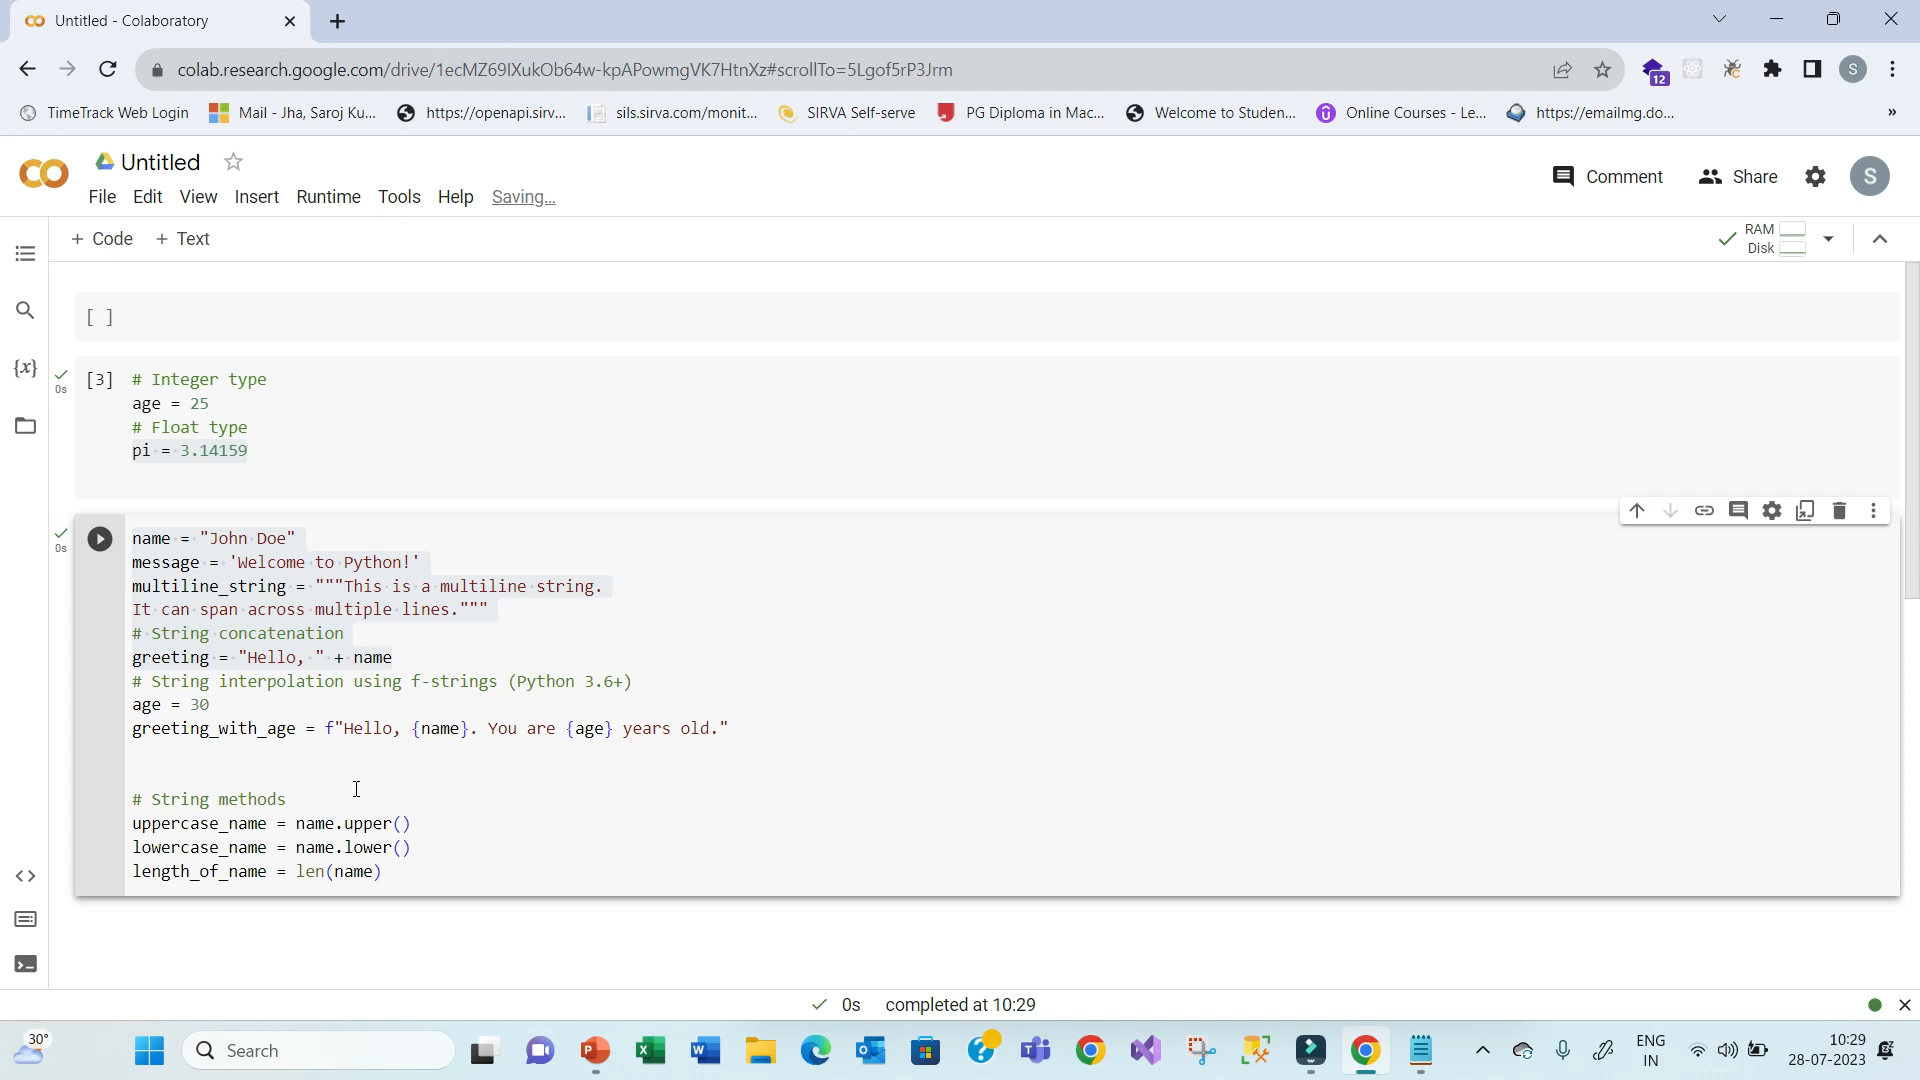 Untitled - Colaboratory
colab.research.google.com/drive/1ecMZ69IXukOb64w-kpAPowmgVK7HtnXz#scrollTo=5Lgof5rP3Jrm
12
S
TimeTrack Web Login
Mail - Jha, Saroj Ku...
https://openapi.sirv...
sils.sirva.com/monit...
SIRVA Self-serve
PG Diploma in Mac...
Welcome to Studen...
Online Courses - Le...
https://emailmg.do...
»
Untitled
Comment
Share
S
File Edit View Insert Runtime Tools Help Saving...
+ Code + Text
RAM
Disk
[ ]
{x}
0s
[3] # Integer type
age = 25
# Float type
pi = 3.14159
0s
name = "John Doe"
message = 'Welcome to Python!'
multiline_string = """This is a multiline string.
It can span across multiple lines."""
# String concatenation
greeting = "Hello, " + name
# String interpolation using f-strings (Python 3.6+)
age = 30
greeting_with_age = f"Hello, {name}. You are {age} years old."
# String methods
uppercase_name = name.upper()
lowercase_name = name.lower()
length_of_name = len(name)
0s completed at 10:29
30°
Search
ENG
IN
10:29
28-07-2023